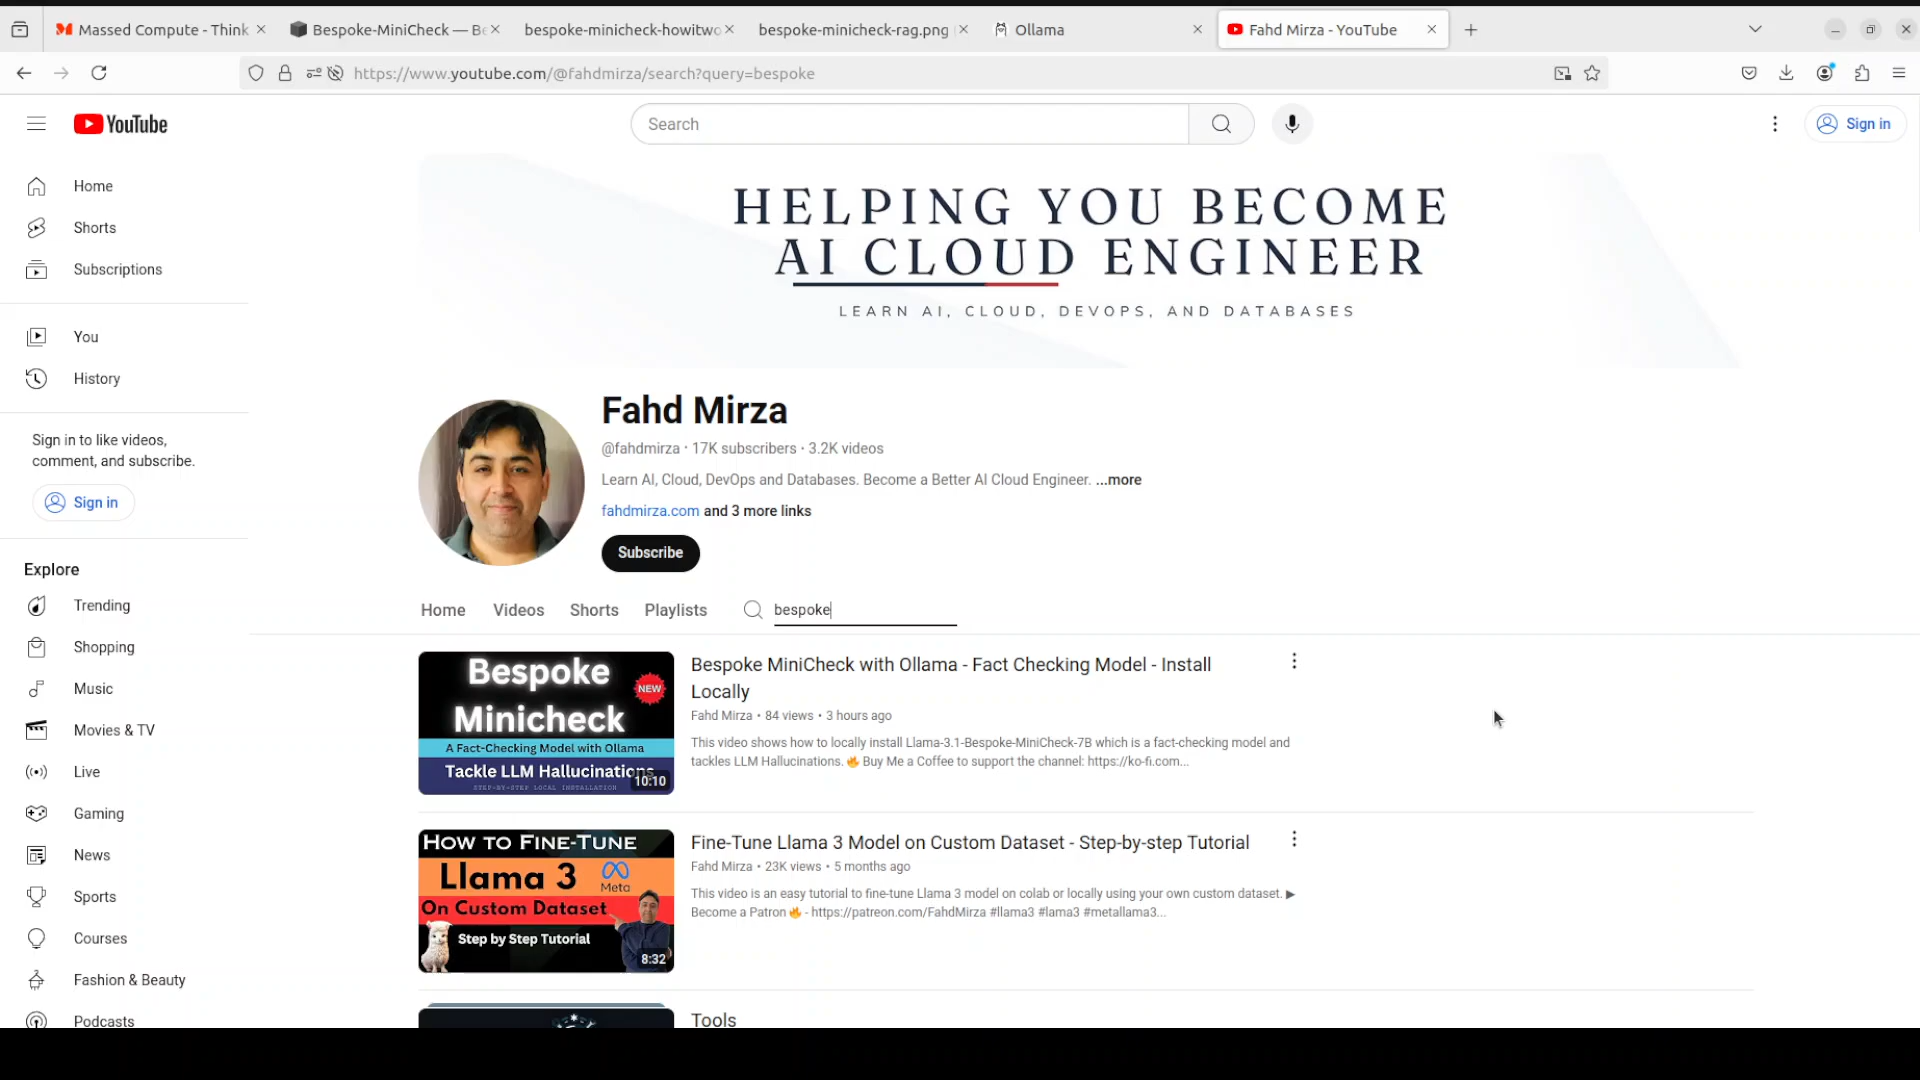 Massed Compute - Think
Bespoke-MiniCheck — Be
bespoke-minicheck-howitwo
bespoke-minicheck-rag.png
Ollama
Fahd Mirza - YouTube
https://www.youtube.com/@fahdmirza/search?query=bespoke
YouTube
Search
Sign in
Home
Shorts
Subscriptions
You
History
Sign in to like videos,
comment, and subscribe.
Sign in
Explore
Trending
Shopping
Music
Movies & TV
Live
Gaming
News
Sports
Courses
Fashion & Beauty
Podcasts
HELPING YOU BECOME
AI CLOUD ENGINEER
LEARN AI, CLOUD, DEVOPS, AND DATABASES
Fahd Mirza
@fahdmirza · 17K subscribers · 3.2K videos
Learn AI, Cloud, DevOps and Databases. Become a Better AI Cloud Engineer. ...more
fahdmirza.com and 3 more links
Subscribe
Home Videos Shorts Playlists bespoke
Bespoke
NEW
Minicheck
A Fact-Checking Model with Ollama
Tackle LLM Hallucinations
STEP-BY-STEP LOCAL INSTALLATION
10:10
Bespoke MiniCheck with Ollama - Fact Checking Model - Install
Locally
Fahd Mirza • 84 views • 3 hours ago
This video shows how to locally install Llama-3.1-Bespoke-MiniCheck-7B which is a fact-checking model and
tackles LLM Hallucinations. 🔥 Buy Me a Coffee to support the channel: https://ko-fi.com...
HOW TO FINE-TUNE
Llama 3
Meta
On Custom Dataset
Step by Step Tutorial
8:32
Fine-Tune Llama 3 Model on Custom Dataset - Step-by-step Tutorial
Fahd Mirza • 23K views • 5 months ago
This video is an easy tutorial to fine-tune Llama 3 model on colab or locally using your own custom dataset. ▶
Become a Patron 🔥 - https://patreon.com/FahdMirza #llama3 #lama3 #metallama3...
Tools